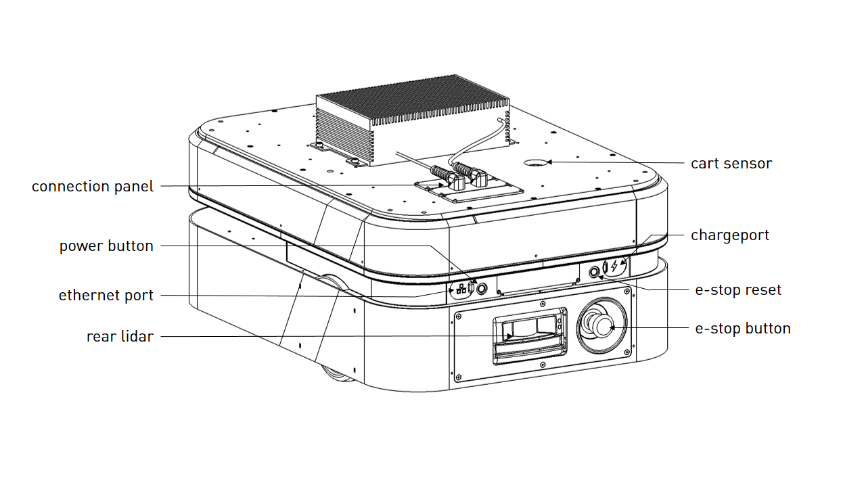 connection panel
power button
ethernet port
rear lidar
cart sensor
chargeport
e-stop reset
e-stop button